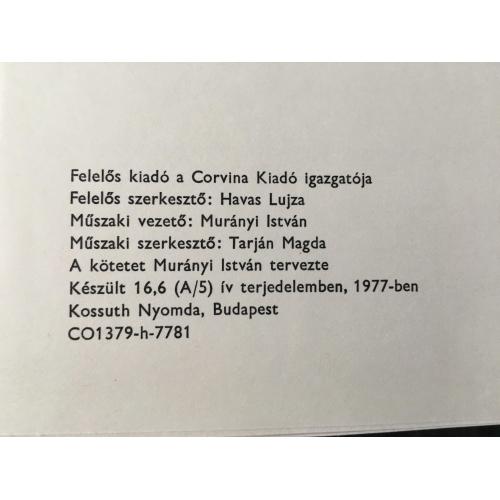 Felelős kiadó a Corvina Kiadó igazgatója
Felelős szerkesztő: Havas Lujza
Műszaki vezető: Murányi István
Műszaki szerkesztő: Tarján Magda
A kötetet Murányi István tervezte
Készült 16,6 (A/5) ív terjedelemben, 1977-ben
Kossuth Nyomda, Budapest
CO1379-h-7781